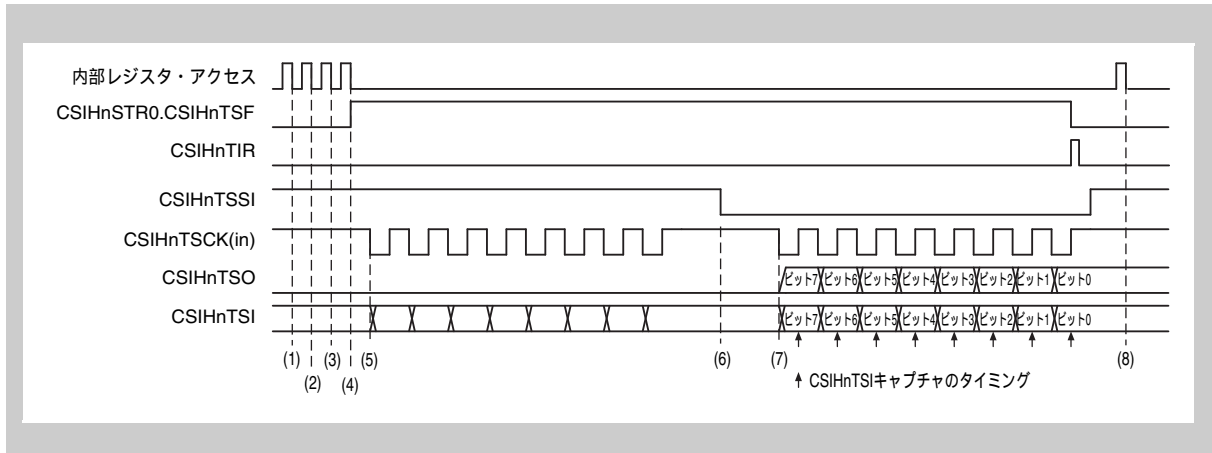 内部レジスタ・アクセス
CSIHnSTR0.CSIHnTSF
CSIHnTIR
CSIHnTSSI
CSIHnTSCK(in)
CSIHnTSO
ビット7 ビット6 ビット5 ビット4 ビット3 ビット2 ビット1 ビット0
CSIHnTSI
ビット7 ビット6 ビット5 ビット4 ビット3 ビット2 ビット1 ビット0
(1) (2) (3) (4) (5) (6) (7) (8)
CSIHnTSIキャプチャのタイミング